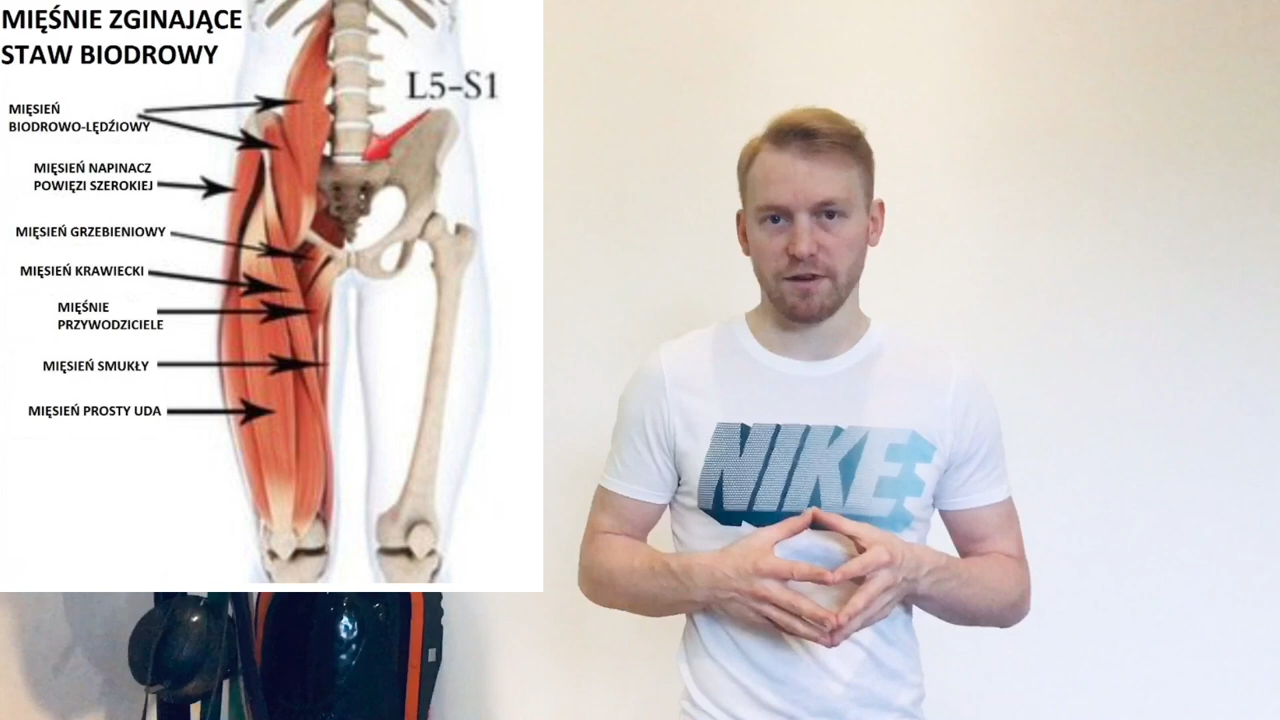 MIĘŚNIE ZGINAJĄCE
STAW BIODROWY
L5-S1
MIĘSIEŃ
BIODROWO-LĘDŹIOWY
MIĘSIEŃ NAPINACZ
POWIĘZI SZEROKIEJ
MIĘSIEŃ GRZEBIENIOWY
MIĘSIEŃ KRAWIECKI
MIĘŚNIE
PRZYWODZICIELE
MIĘSIEŃ SMUKŁY
MIĘSIEŃ PROSTY UDA
NIKE